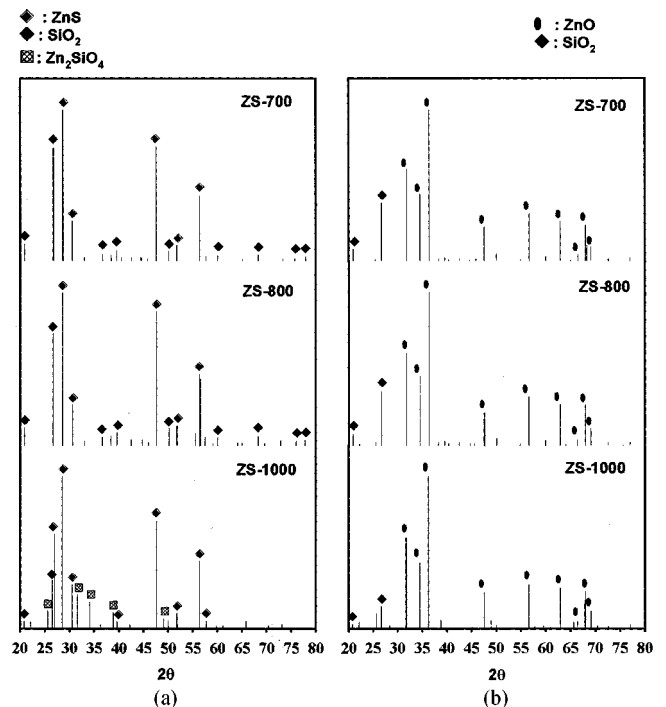 : ZnS
: SiO₂
: Zn₂SiO₄
: ZnO
: SiO₂
ZS-700
ZS-800
ZS-1000
20 25 30 35 40 45 50 55 60 65 70 75 80
2θ
(a)
ZS-700
ZS-800
ZS-1000
20 25 30 35 40 45 50 55 60 65 70 75 80
2θ
(b)